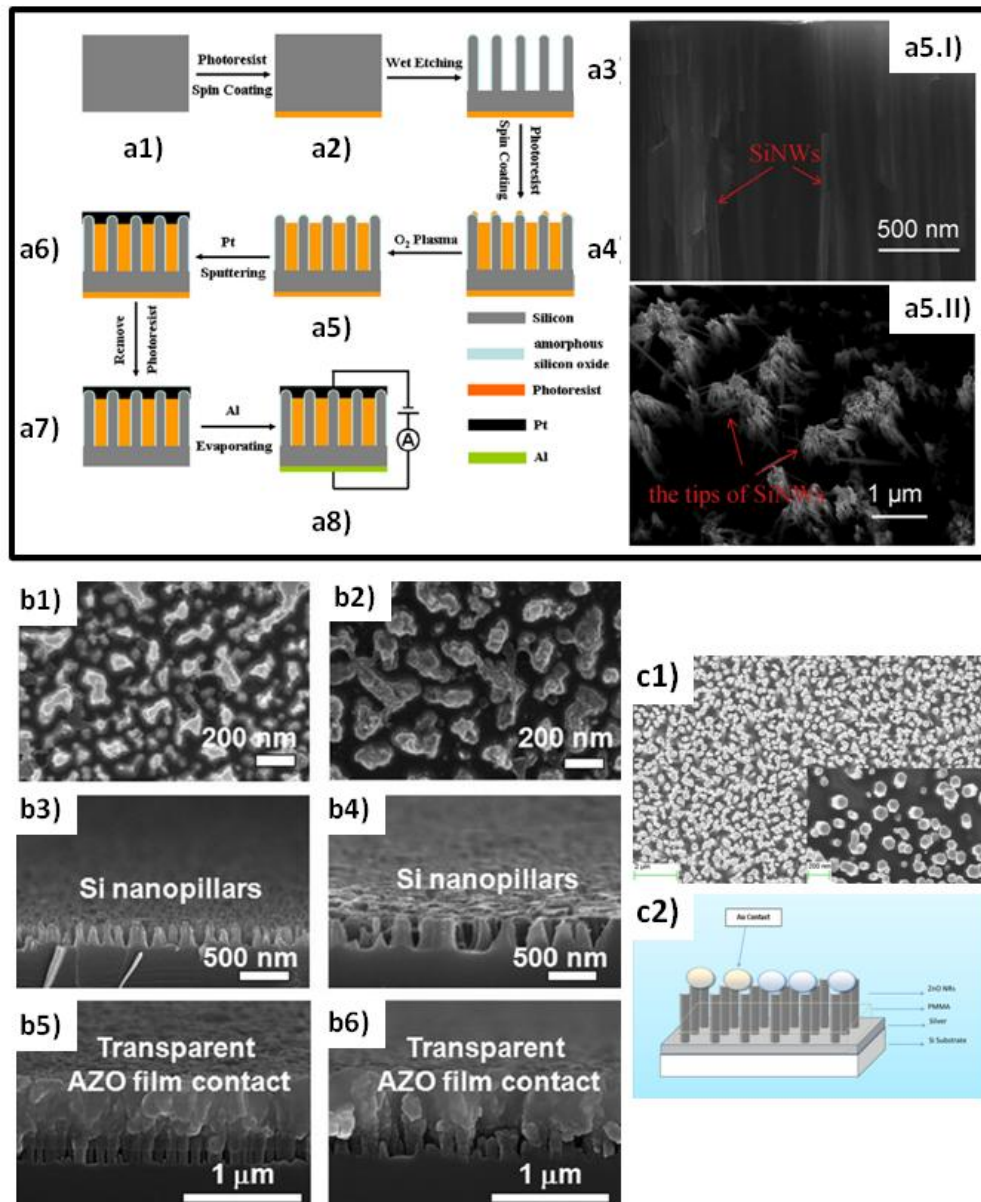 a1)
Photoresist
Spin Coating
a2)
Wet Etching
a3)
Spin Coating
Photoresist
a4)
O₂ Plasma
a5)
Pt
Sputtering
a6)
Remove
Photoresist
a7)
Al
Evaporating
A
a8)
Silicon
amorphous
silicon oxide
Photoresist
Pt
Al
a5.I)
SiNWs
500 nm
a5.II)
the tips of SiNWs
1 μm
b1)
200 nm
b2)
200 nm
b3)
Si nanopillars
500 nm
b4)
Si nanopillars
500 nm
b5)
Transparent
AZO film contact
1 μm
b6)
Transparent
AZO film contact
1 μm
c1)
2 μm
200 nm
c2)
Au Contact
ZnO NRs
PMMA
Silver
Si Substrate